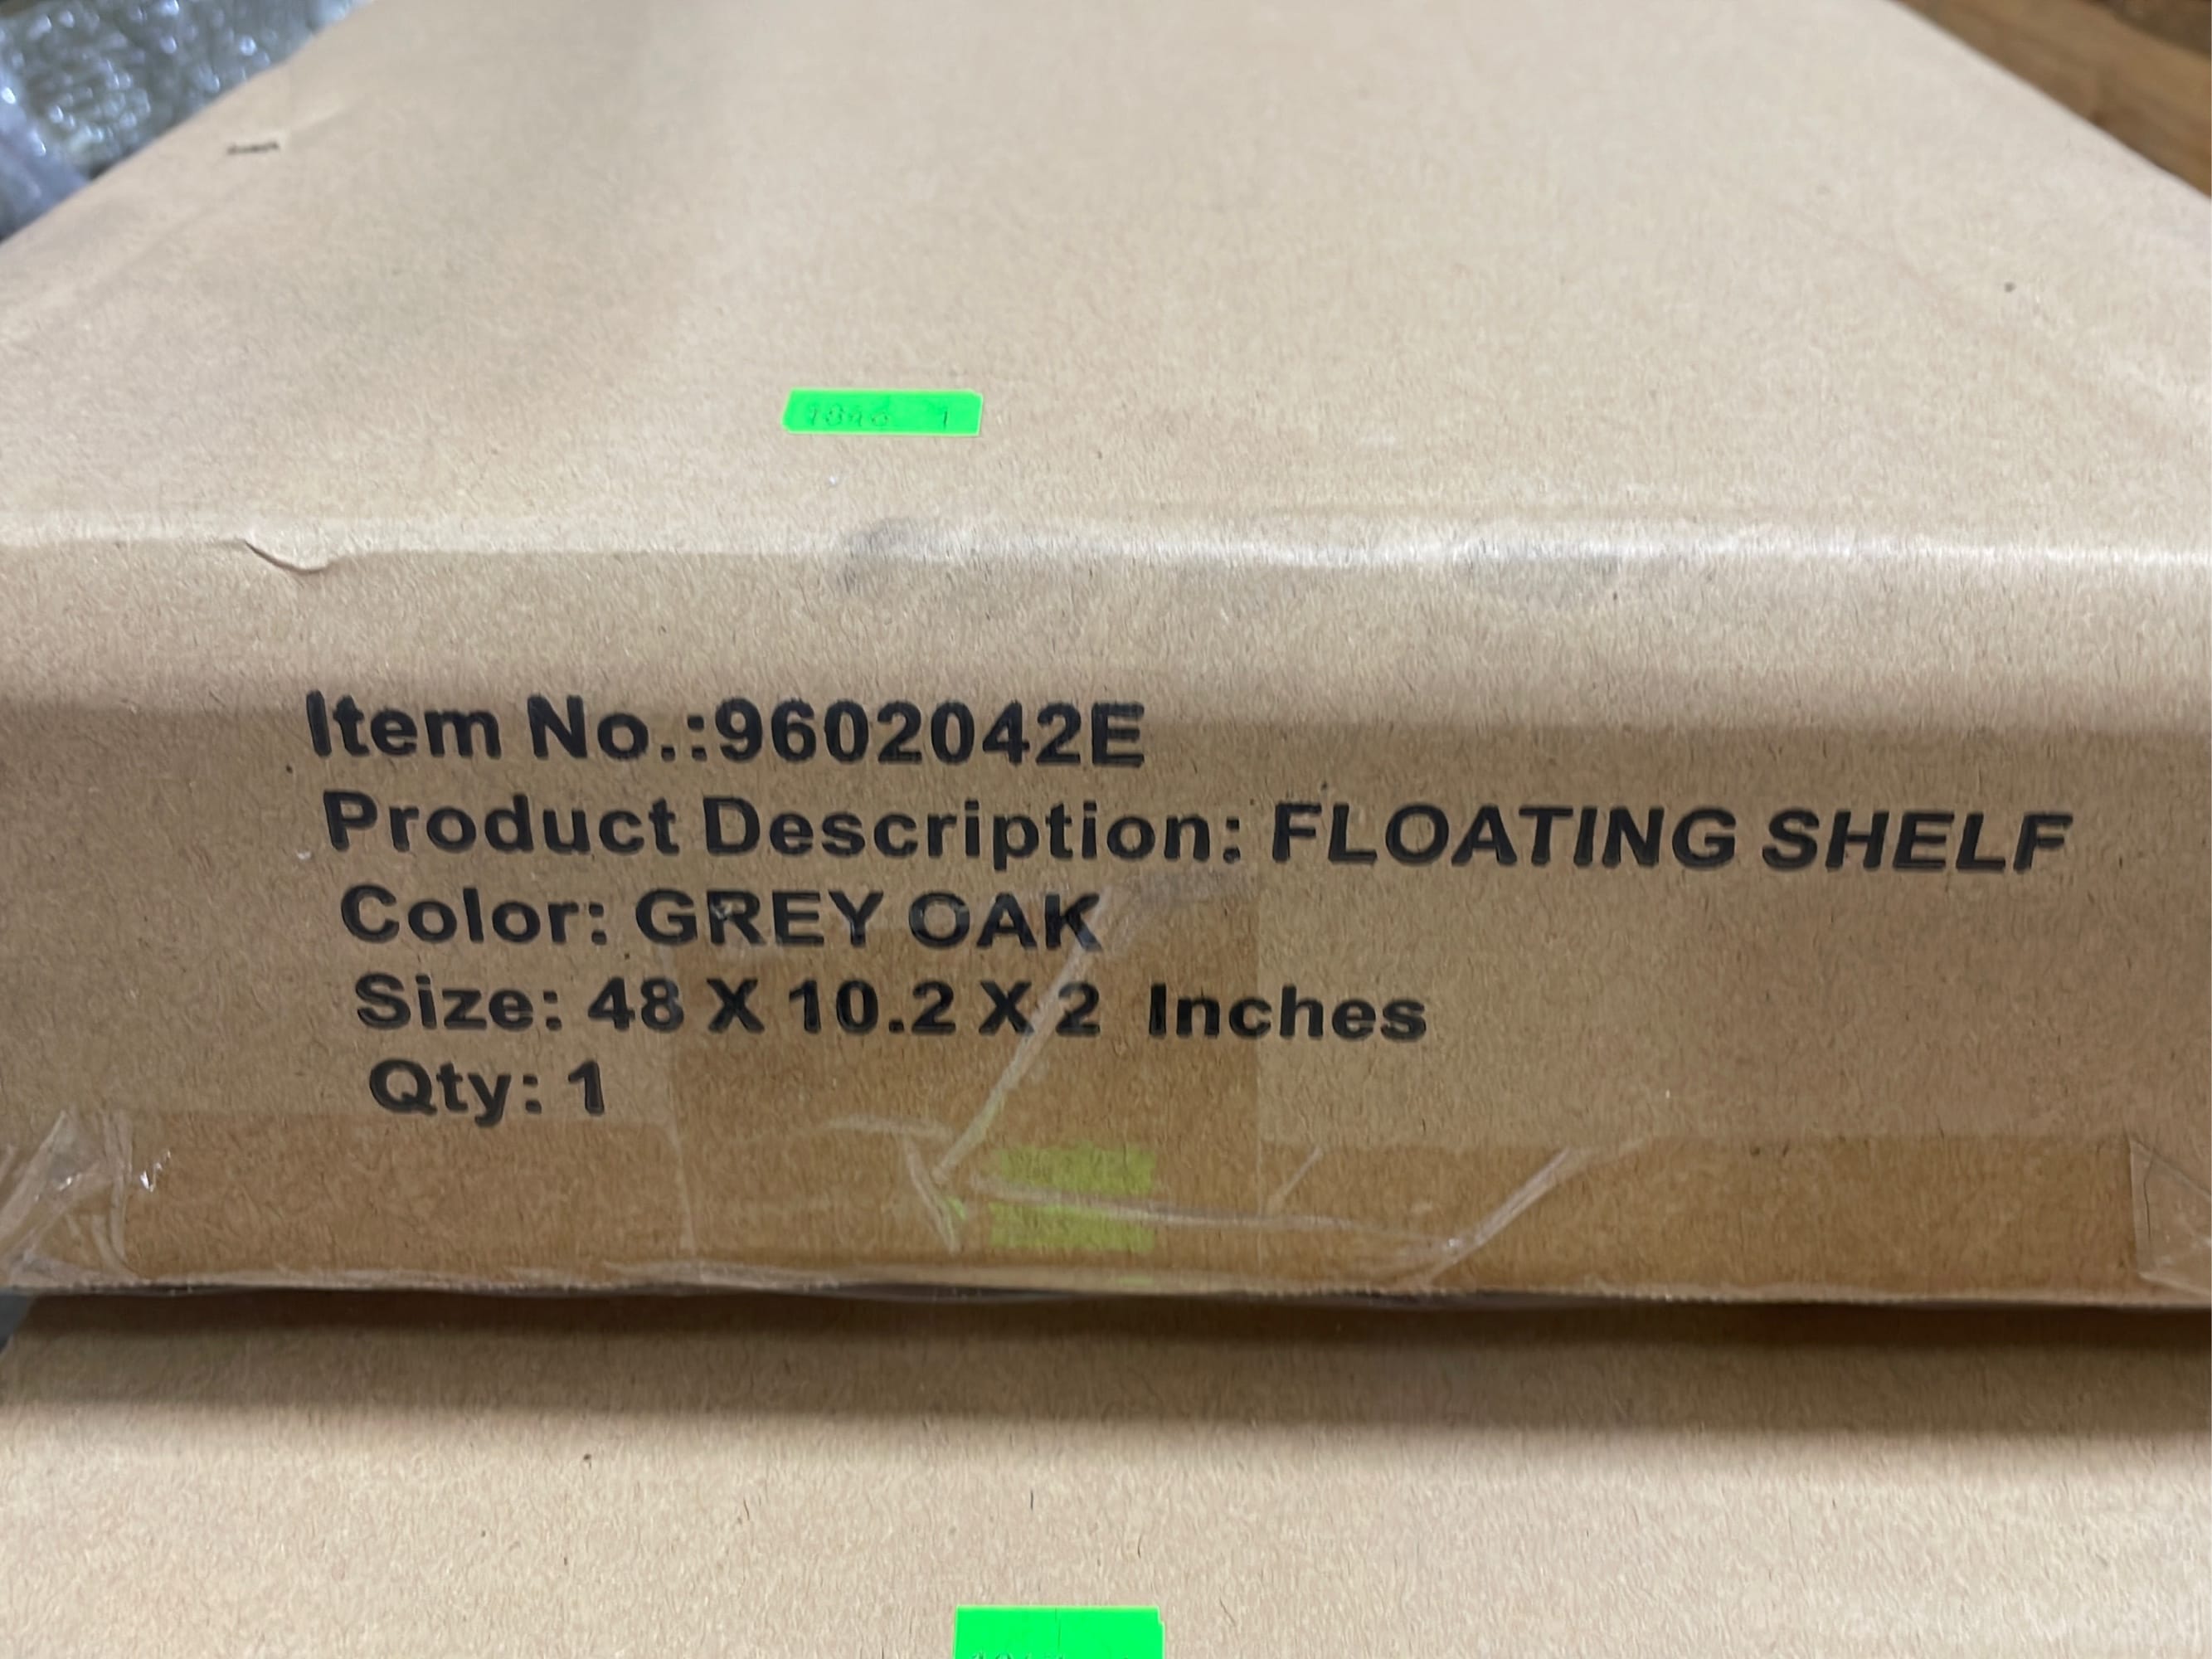 Item No.:9602042E
Product Description: FLOATING SHELF
Color: GREY OAK
Size: 48 X 10.2 X 2 Inches
Qty: 1